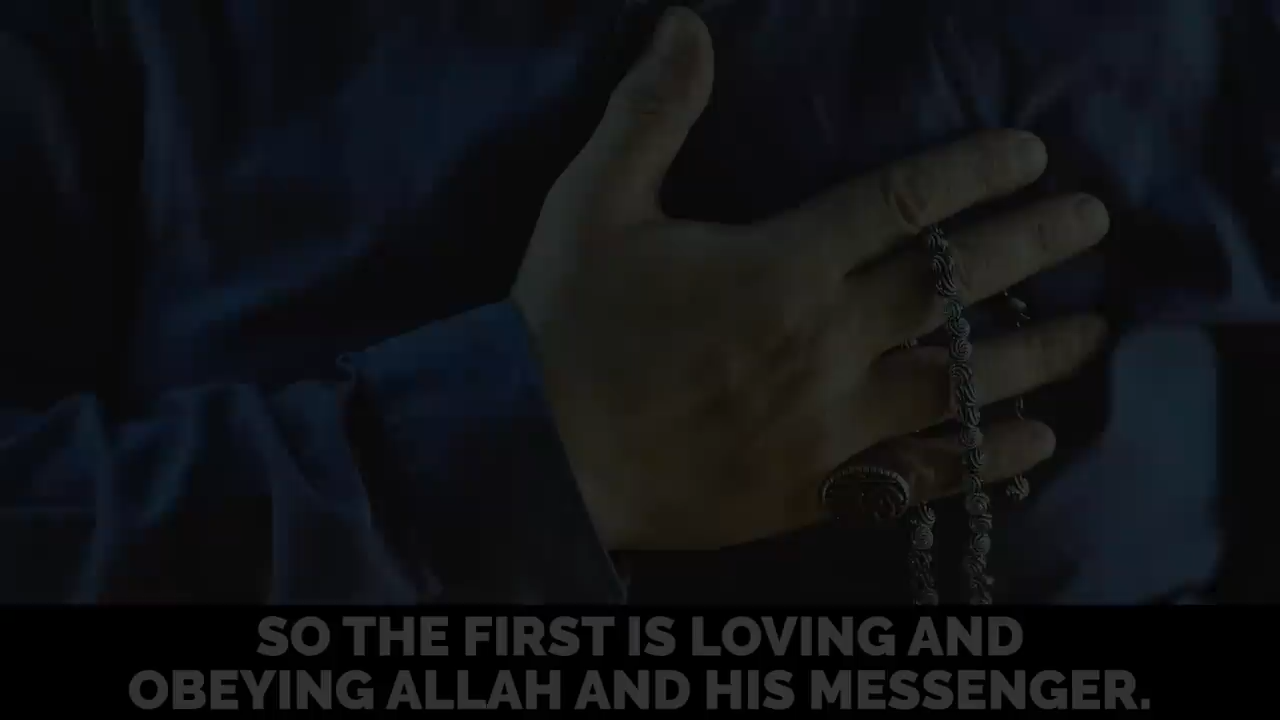 SO THE FIRST IS LOVING AND
OBEYING ALLAH AND HIS MESSENGER.